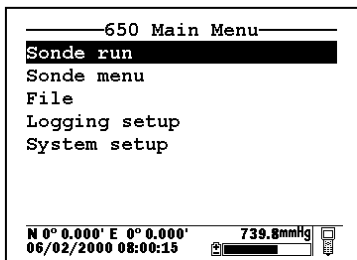 650 Main Menu
Sonde run
Sonde menu
File
Logging setup
System setup
N 0° 0.000' E 0° 0.000' 739.8mmHg
06/02/2000 08:00:15